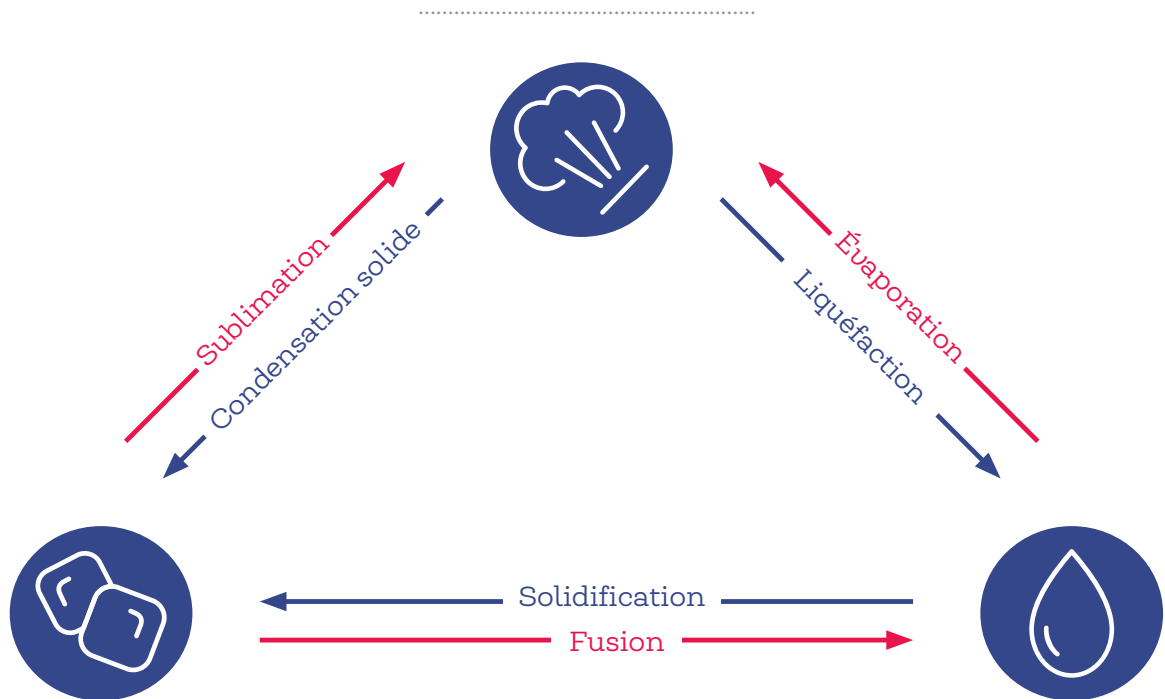 Sublimation
Condensation solide
Évaporation
Liquéfaction
Solidification
Fusion